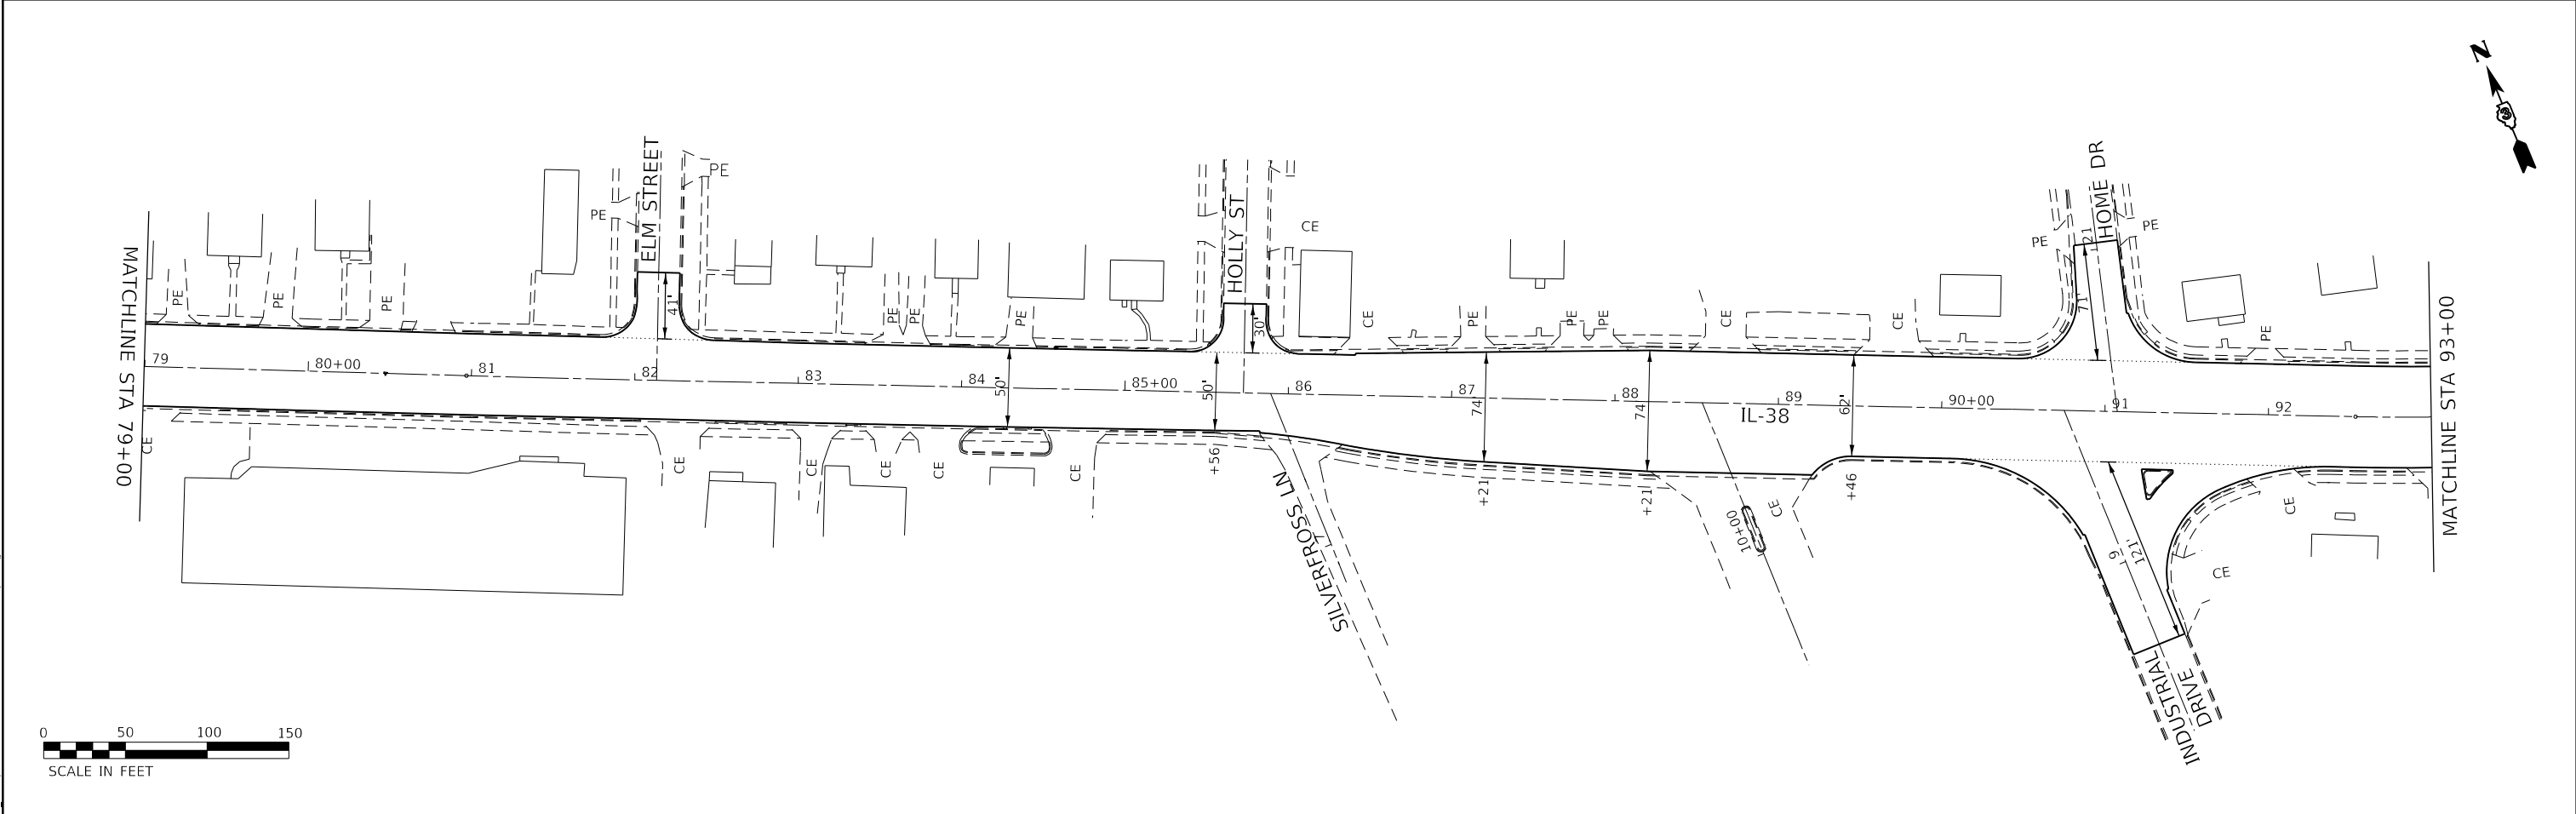 N
3
ELM STREET
PE
HOLLY ST
CE
HOME DR
PE
PE
PE
21
MATCHLINE STA 79+00
MATCHLINE STA 93+00
PE
PE
PE
41'
PE
PE
PE
30'
CE
PE
PE
PE
CE
CE
71'
PE
79
80+00
81
82
83
84
85+00
86
87
88
89
90+00
91
92
50'
50'
74'
74'
62'
IL-38
CE
CE
CE
CE
CE
CE
+56
+21
+21
+46
SILVERFROSS LN
7
10+00
CE
9
121'
CE
CE
INDUSTRIAL
DRIVE
0 50 100 150
SCALE IN FEET